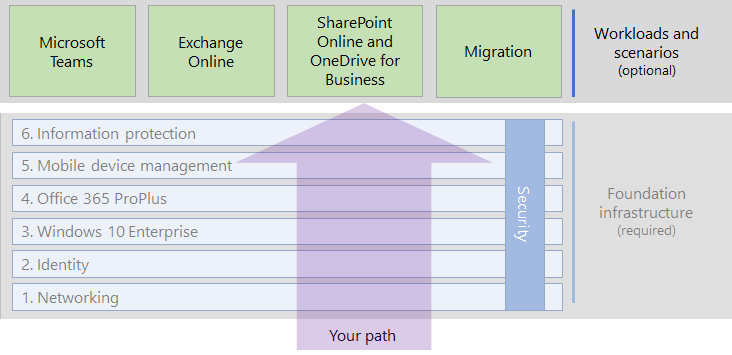 Microsoft
Teams
Exchange
Online
SharePoint
Online and
OneDrive for
Business
Migration
Workloads and
scenarios
(optional)
6. Information protection
5. Mobile device management
4. Office 365 ProPlus
3. Windows 10 Enterprise
2. Identity
1. Networking
Security
Foundation
infrastructure
(required)
Your path